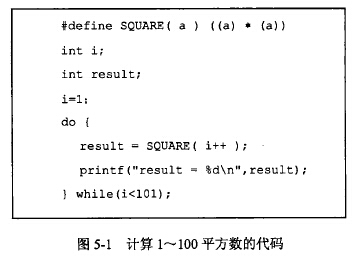 #define SQUARE( a ) ((a) * (a))
int i;
int result;
i=1;
do {
result = SQUARE( i++ );
printf("result = %d\n",result);
} while(i<101);
图 5-1 计算 1～100 平方数的代码